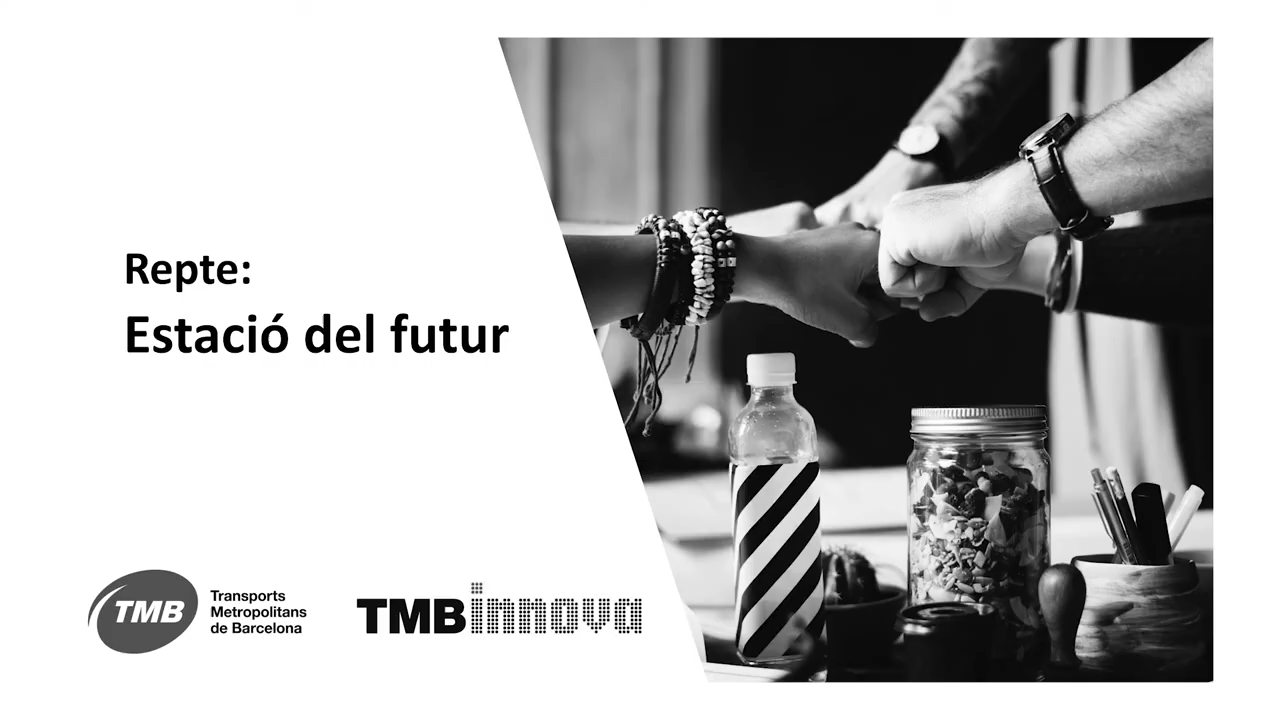 Repte:
Estació del futur
TMB
Transports
Metropolitans
de Barcelona
TMBinnova